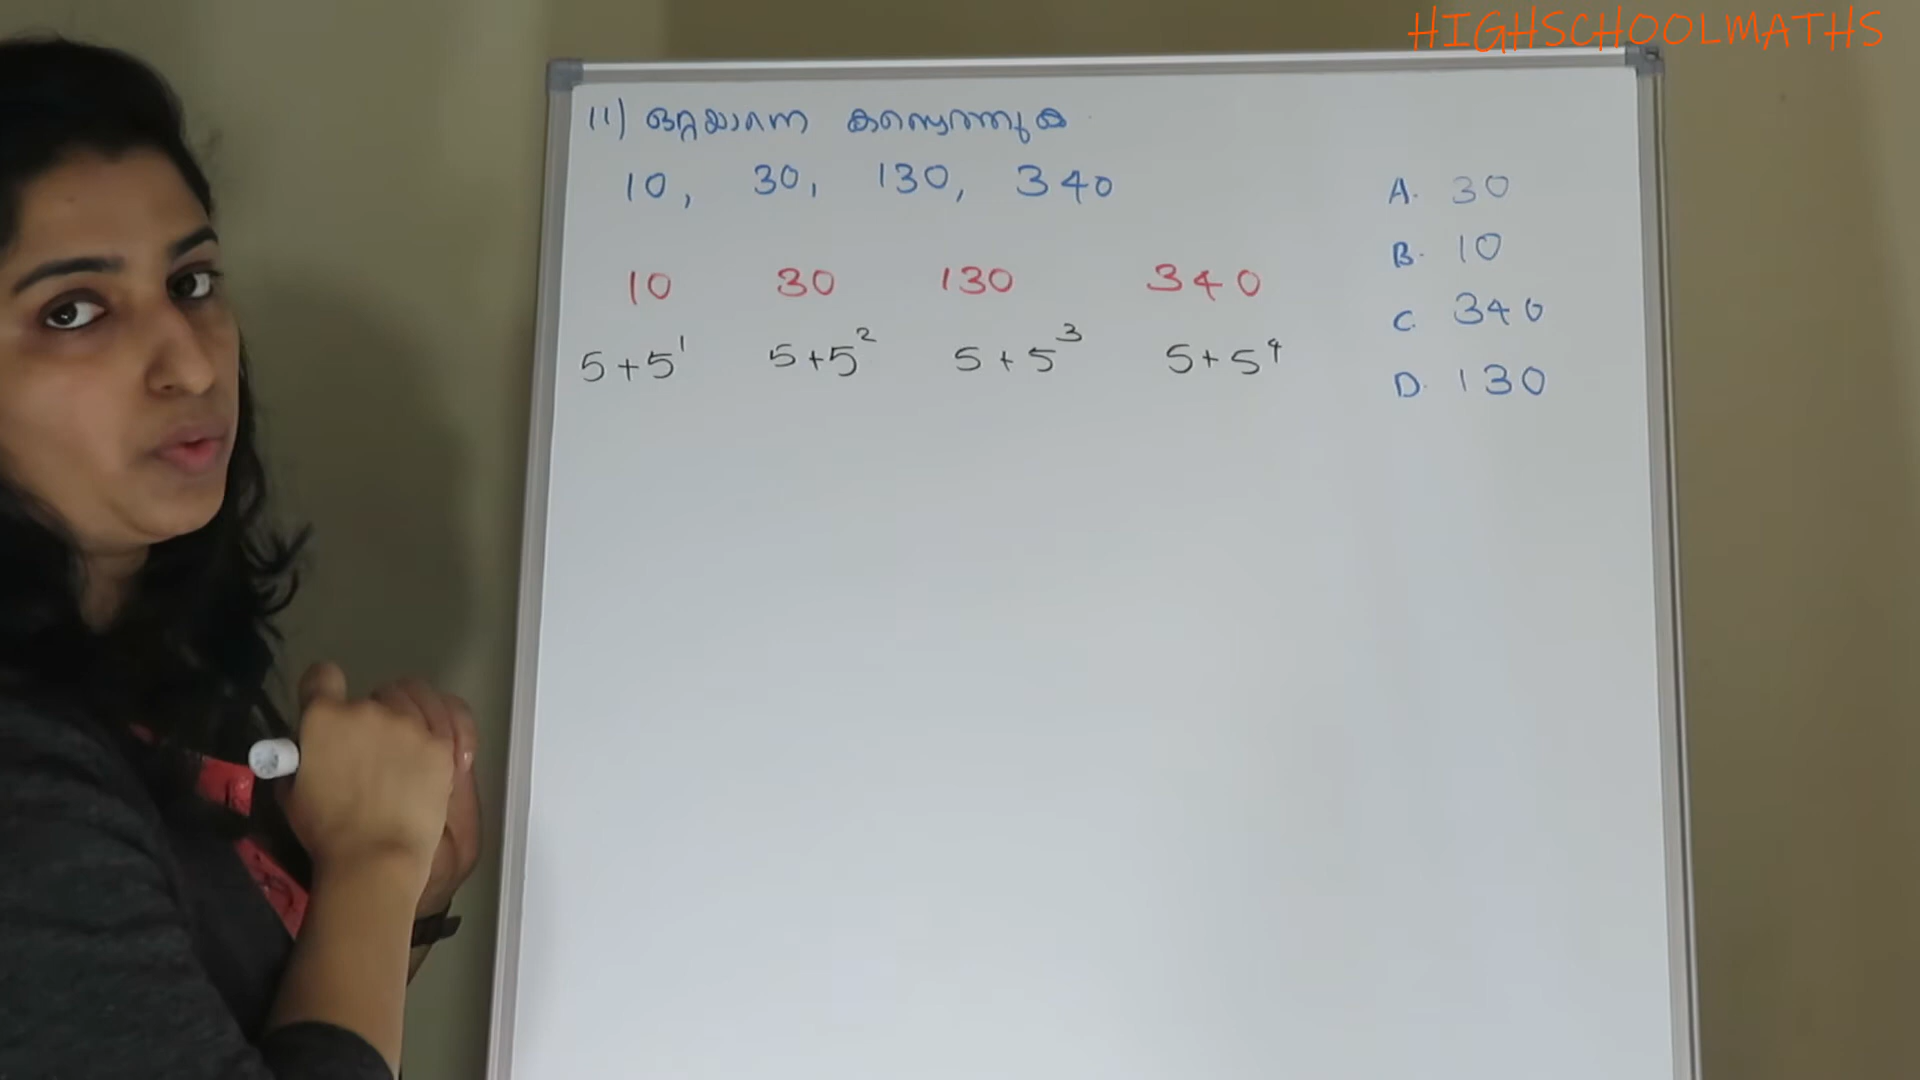 HIGHSCHOOLMATHS
11) ഒറ്റയാനെ കണ്ടെത്തുക
10, 30, 130, 340
10 30 130 340
5+5¹ 5+5² 5+5³ 5+5⁴
A. 30
B. 10
C. 340
D. 130